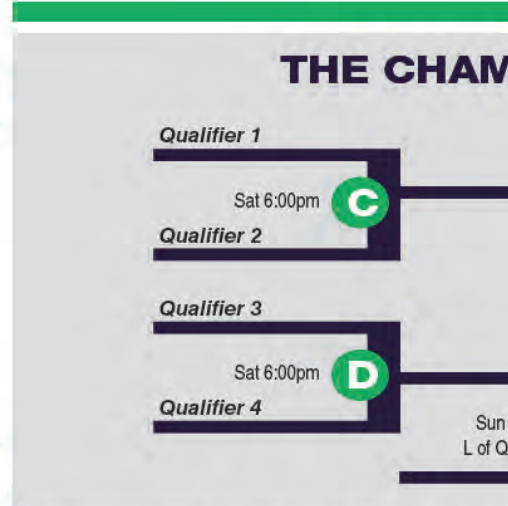 THE CHAM
Qualifier 1
Sat 6:00pm
C
Qualifier 2
Qualifier 3
Sat 6:00pm
D
Qualifier 4
Sun
L of Q